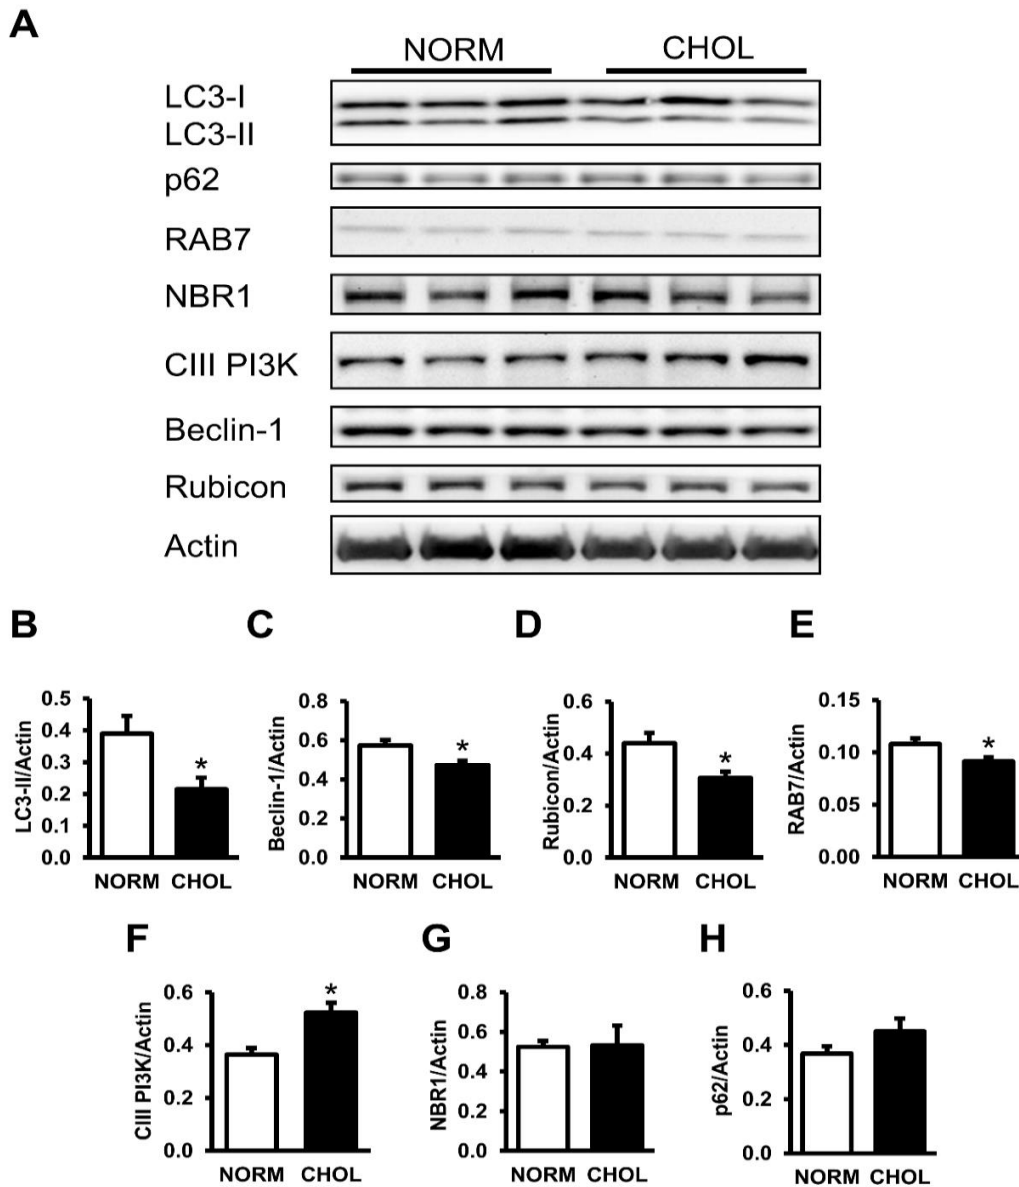 A
NORM CHOL
LC3-I
LC3-II
p62
RAB7
NBR1
CIII PI3K
Beclin-1
Rubicon
Actin
B C D E
LC3-II/Actin
0.5
0.4
0.3
0.2
0.1
0.0
*
NORM CHOL
Beclin-1/Actin
0.8
0.6
0.4
0.2
0.0
*
NORM CHOL
Rubicon/Actin
0.6
0.4
0.2
0.0
*
NORM CHOL
RAB7/Actin
0.15
0.10
0.05
0.00
*
NORM CHOL
F G H
CIII PI3K/Actin
0.6
0.4
0.2
0.0
*
NORM CHOL
NBR1/Actin
0.8
0.6
0.4
0.2
0.0
NORM CHOL
p62/Actin
0.6
0.4
0.2
0.0
NORM CHOL